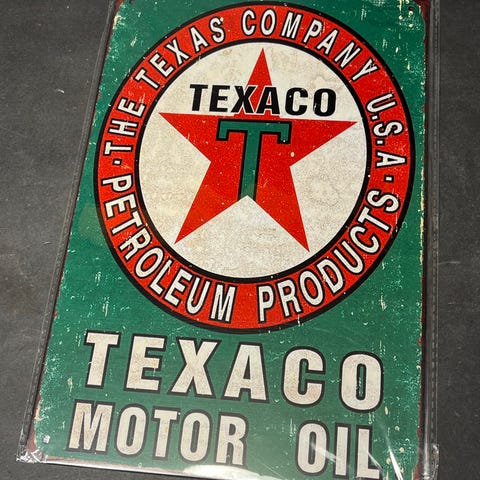 THE TEXAS COMPANY U.S.A.
PETROLEUM PRODUCTS
TEXACO
T
TEXACO
MOTOR OIL